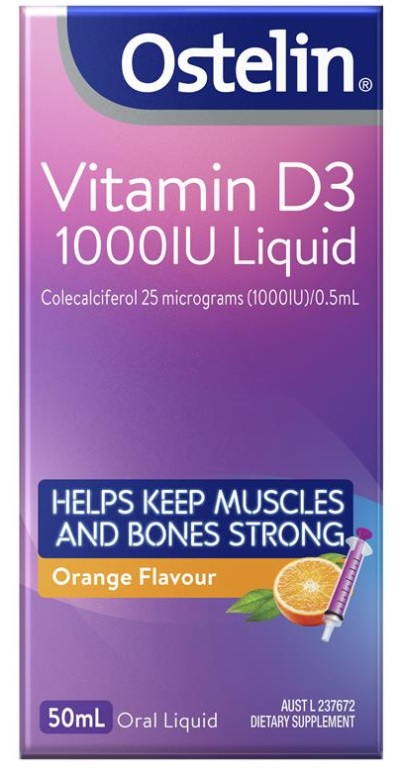 Ostelin®
Vitamin D3
1000IU Liquid
Colecalciferol 25 micrograms (1000IU)/0.5mL
HELPS KEEP MUSCLES
AND BONES STRONG
Orange Flavour
50mL Oral Liquid
AUST L 237672
DIETARY SUPPLEMENT